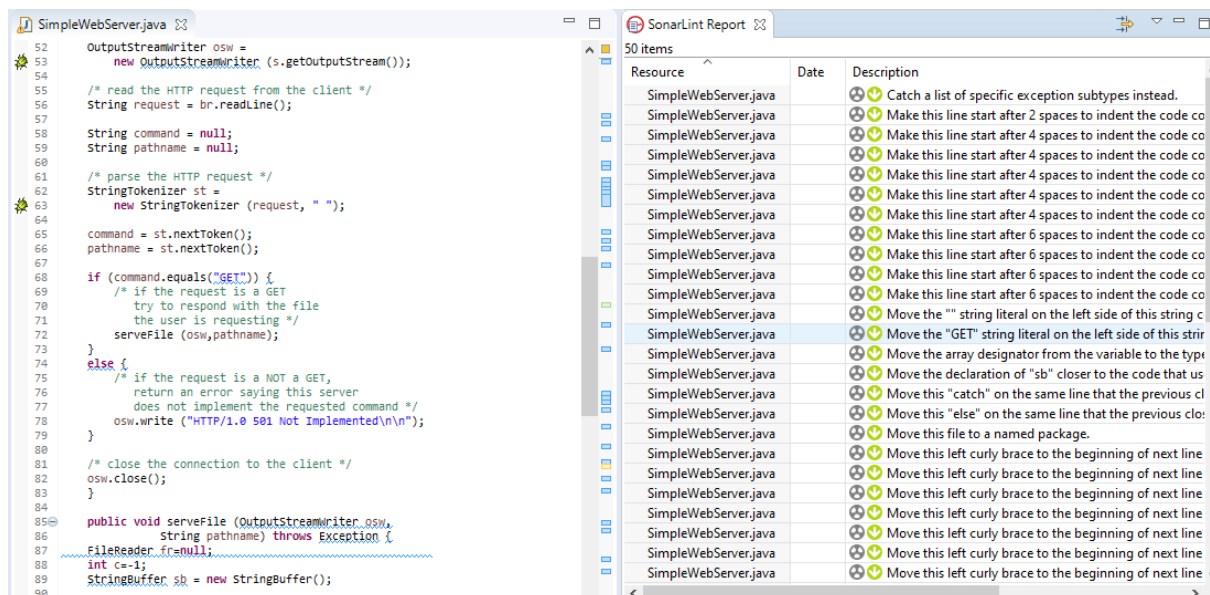 SimpleWebServer.java
52 OutputStreamWriter osw =
53 new OutputStreamWriter (s.getOutputStream());
54
55 /* read the HTTP request from the client */
56 String request = br.readLine();
57
58 String command = null;
59 String pathname = null;
60
61 /* parse the HTTP request */
62 StringTokenizer st =
63 new StringTokenizer (request, " ");
64
65 command = st.nextToken();
66 pathname = st.nextToken();
67
68 if (command.equals("GET")) {
69 /* if the request is a GET
70 try to respond with the file
71 the user is requesting */
72 serveFile (osw,pathname);
73 }
74 else {
75 /* if the request is a NOT a GET,
76 return an error saying this server
77 does not implement the requested command */
78 osw.write ("HTTP/1.0 501 Not Implemented\n\n");
79 }
80
81 /* close the connection to the client */
82 osw.close();
83 }
84
85 public void serveFile (OutputStreamWriter osw,
86 String pathname) throws Exception {
87 FileReader fr=null;
88 int c=-1;
89 StringBuffer sb = new StringBuffer();
90
SonarLint Report
50 items
Resource Date Description
SimpleWebServer.java Catch a list of specific exception subtypes instead.
SimpleWebServer.java Make this line start after 2 spaces to indent the code co
SimpleWebServer.java Make this line start after 4 spaces to indent the code co
SimpleWebServer.java Make this line start after 4 spaces to indent the code co
SimpleWebServer.java Make this line start after 4 spaces to indent the code co
SimpleWebServer.java Make this line start after 4 spaces to indent the code co
SimpleWebServer.java Make this line start after 4 spaces to indent the code co
SimpleWebServer.java Make this line start after 6 spaces to indent the code co
SimpleWebServer.java Make this line start after 6 spaces to indent the code co
SimpleWebServer.java Make this line start after 6 spaces to indent the code co
SimpleWebServer.java Make this line start after 6 spaces to indent the code co
SimpleWebServer.java Move the "" string literal on the left side of this string c
SimpleWebServer.java Move the "GET" string literal on the left side of this strin
SimpleWebServer.java Move the array designator from the variable to the type
SimpleWebServer.java Move the declaration of "sb" closer to the code that us
SimpleWebServer.java Move this "catch" on the same line that the previous cl
SimpleWebServer.java Move this "else" on the same line that the previous clos
SimpleWebServer.java Move this file to a named package.
SimpleWebServer.java Move this left curly brace to the beginning of next line
SimpleWebServer.java Move this left curly brace to the beginning of next line
SimpleWebServer.java Move this left curly brace to the beginning of next line
SimpleWebServer.java Move this left curly brace to the beginning of next line
SimpleWebServer.java Move this left curly brace to the beginning of next line
SimpleWebServer.java Move this left curly brace to the beginning of next line
SimpleWebServer.java Move this left curly brace to the beginning of next line